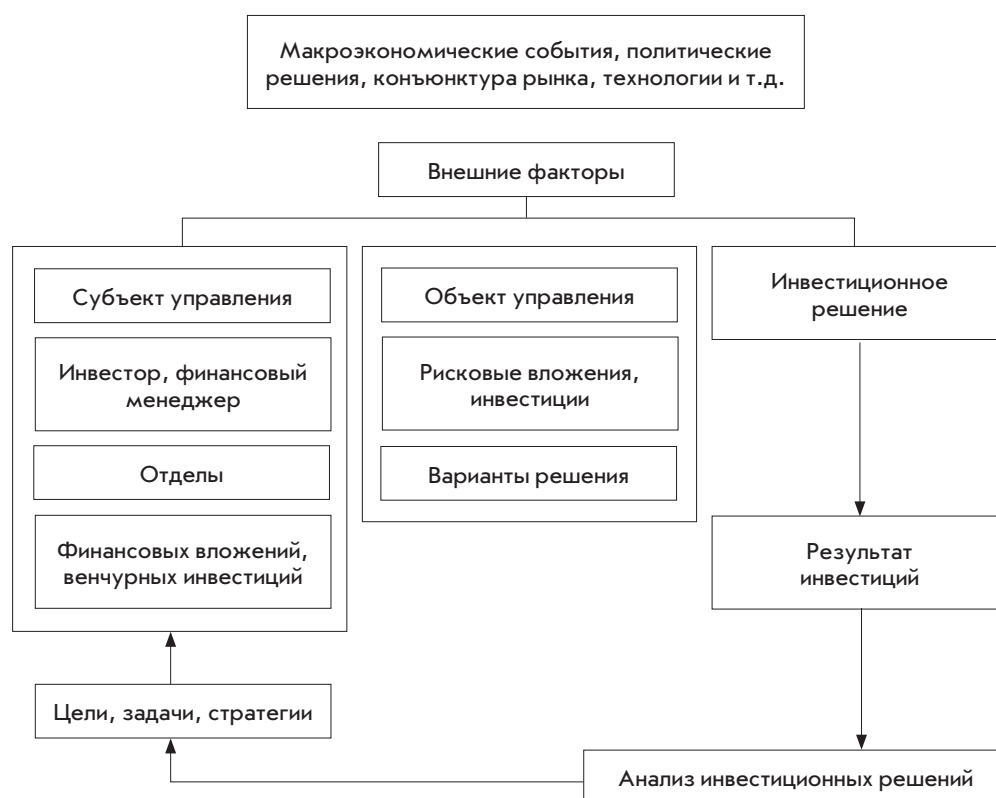 Макроэкономические события, политические
решения, конъюнктура рынка, технологии и т.д.
Внешние факторы
Субъект управления
Инвестор, финансовый
менеджер
Отделы
Финансовых вложений,
венчурных инвестиций
Объект управления
Рисковые вложения,
инвестиции
Варианты решения
Инвестиционное
решение
Результат
инвестиций
Цели, задачи, стратегии
Анализ инвестиционных решений